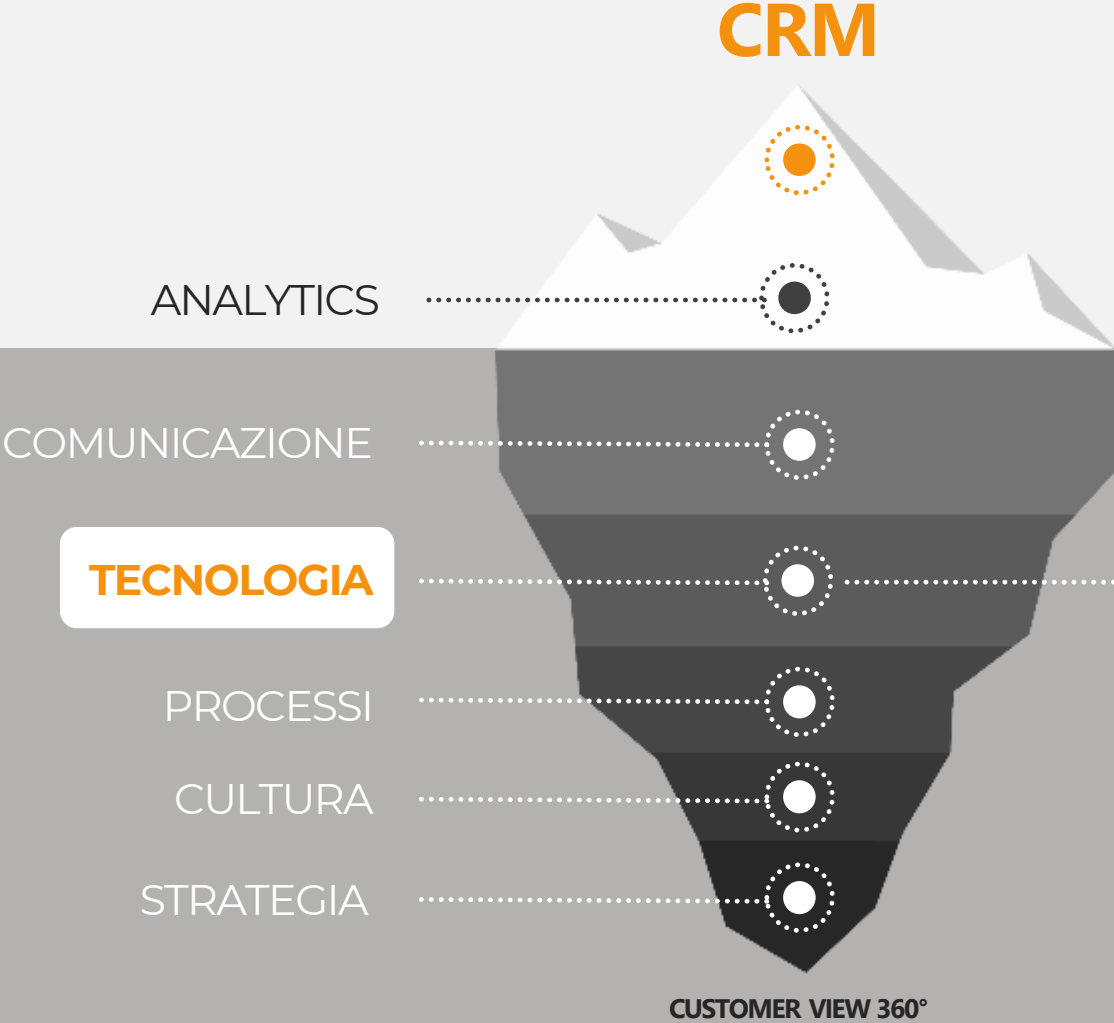 CRM
ANALYTICS
COMUNICAZIONE
TECNOLOGIA
PROCESSI
CULTURA
STRATEGIA
CUSTOMER VIEW 360°